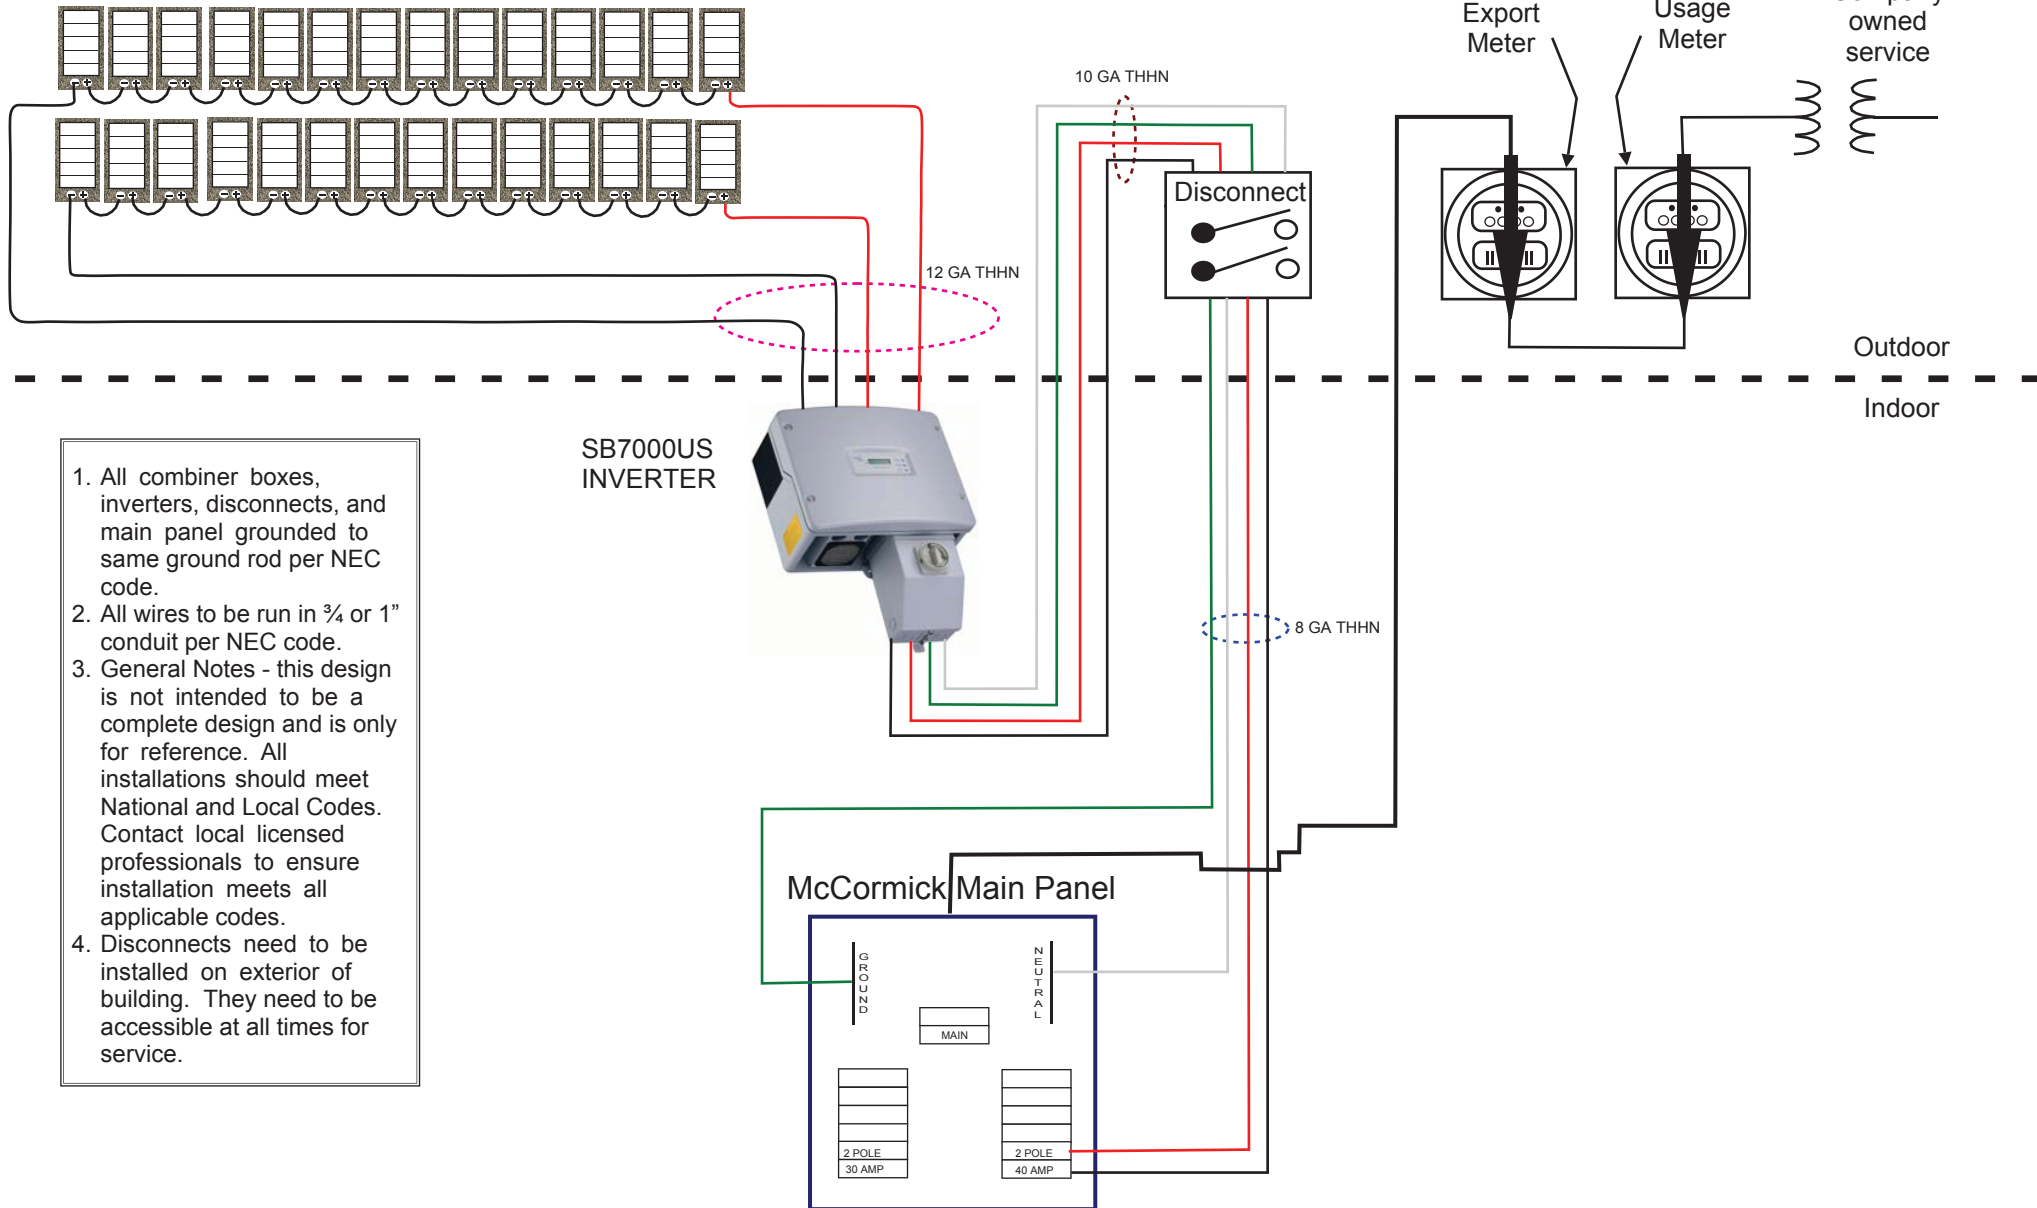 Export
Meter
Usage
Meter
owned
service
10 GA THHN
Disconnect
12 GA THHN
Outdoor
Indoor
SB7000US
INVERTER
1. All combiner boxes,
inverters, disconnects, and
main panel grounded to
same ground rod per NEC
code.
2. All wires to be run in ¾ or 1”
conduit per NEC code.
3. General Notes - this design
is not intended to be a
complete design and is only
for reference. All
installations should meet
National and Local Codes.
Contact local licensed
professionals to ensure
installation meets all
applicable codes.
4. Disconnects need to be
installed on exterior of
building. They need to be
accessible at all times for
service.
8 GA THHN
McCormick Main Panel
GROUND
NEUTRAL
MAIN
2 POLE
30 AMP
2 POLE
40 AMP